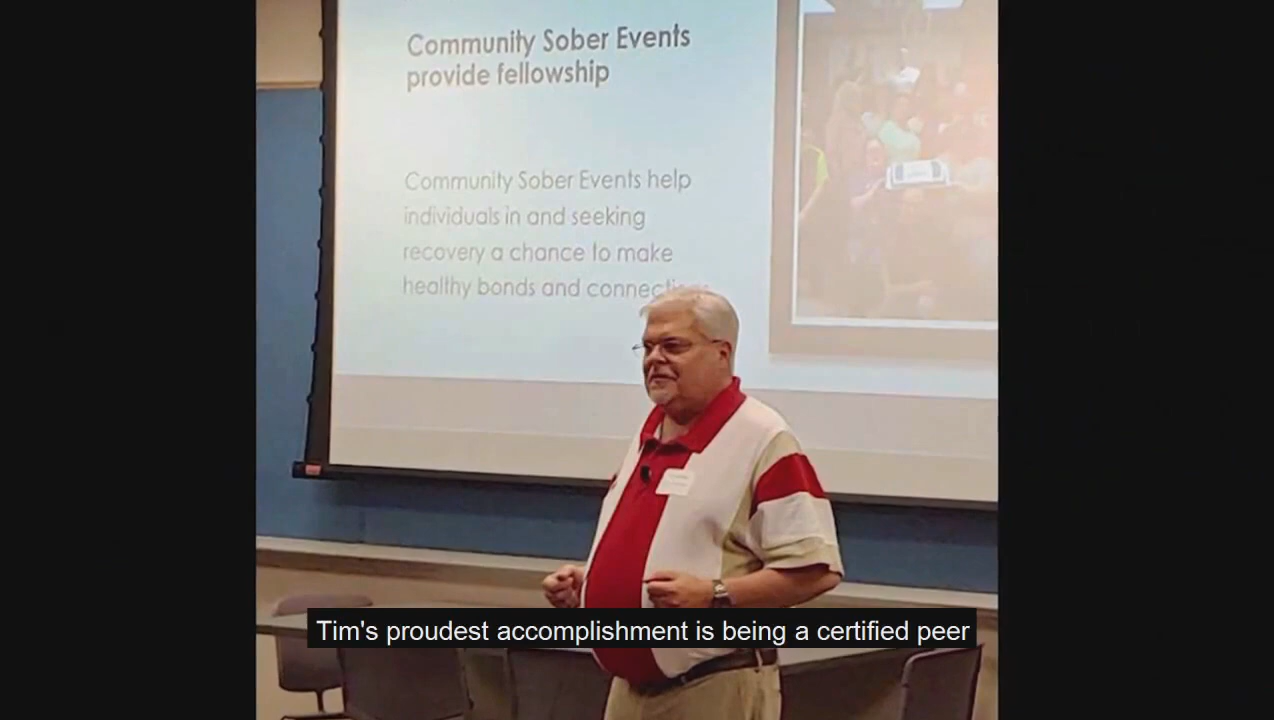 Community Sober Events
provide fellowship
Community Sober Events help
individuals in and seeking
recovery a chance to make
healthy bonds and
Tim's proudest accomplishment is being a certified peer